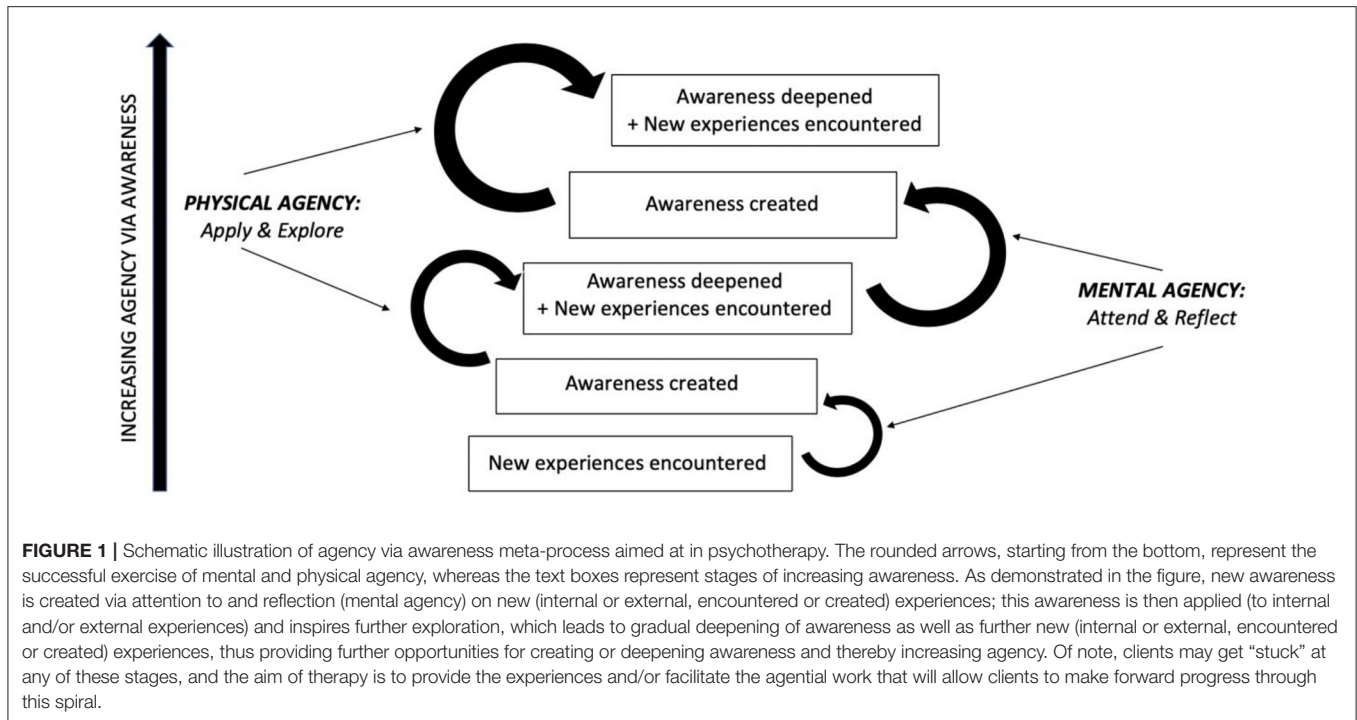 INCREASING AGENCY VIA AWARENESS
Awareness deepened
+ New experiences encountered
Awareness created
PHYSICAL AGENCY:
Apply & Explore
Awareness deepened
+ New experiences encountered
MENTAL AGENCY:
Attend & Reflect
Awareness created
New experiences encountered
FIGURE 1 | Schematic illustration of agency via awareness meta-process aimed at in psychotherapy. The rounded arrows, starting from the bottom, represent the
successful exercise of mental and physical agency, whereas the text boxes represent stages of increasing awareness. As demonstrated in the figure, new awareness
is created via attention to and reflection (mental agency) on new (internal or external, encountered or created) experiences; this awareness is then applied (to internal
and/or external experiences) and inspires further exploration, which leads to gradual deepening of awareness as well as further new (internal or external, encountered
or created) experiences, thus providing further opportunities for creating or deepening awareness and thereby increasing agency. Of note, clients may get “stuck” at
any of these stages, and the aim of therapy is to provide the experiences and/or facilitate the agential work that will allow clients to make forward progress through
this spiral.